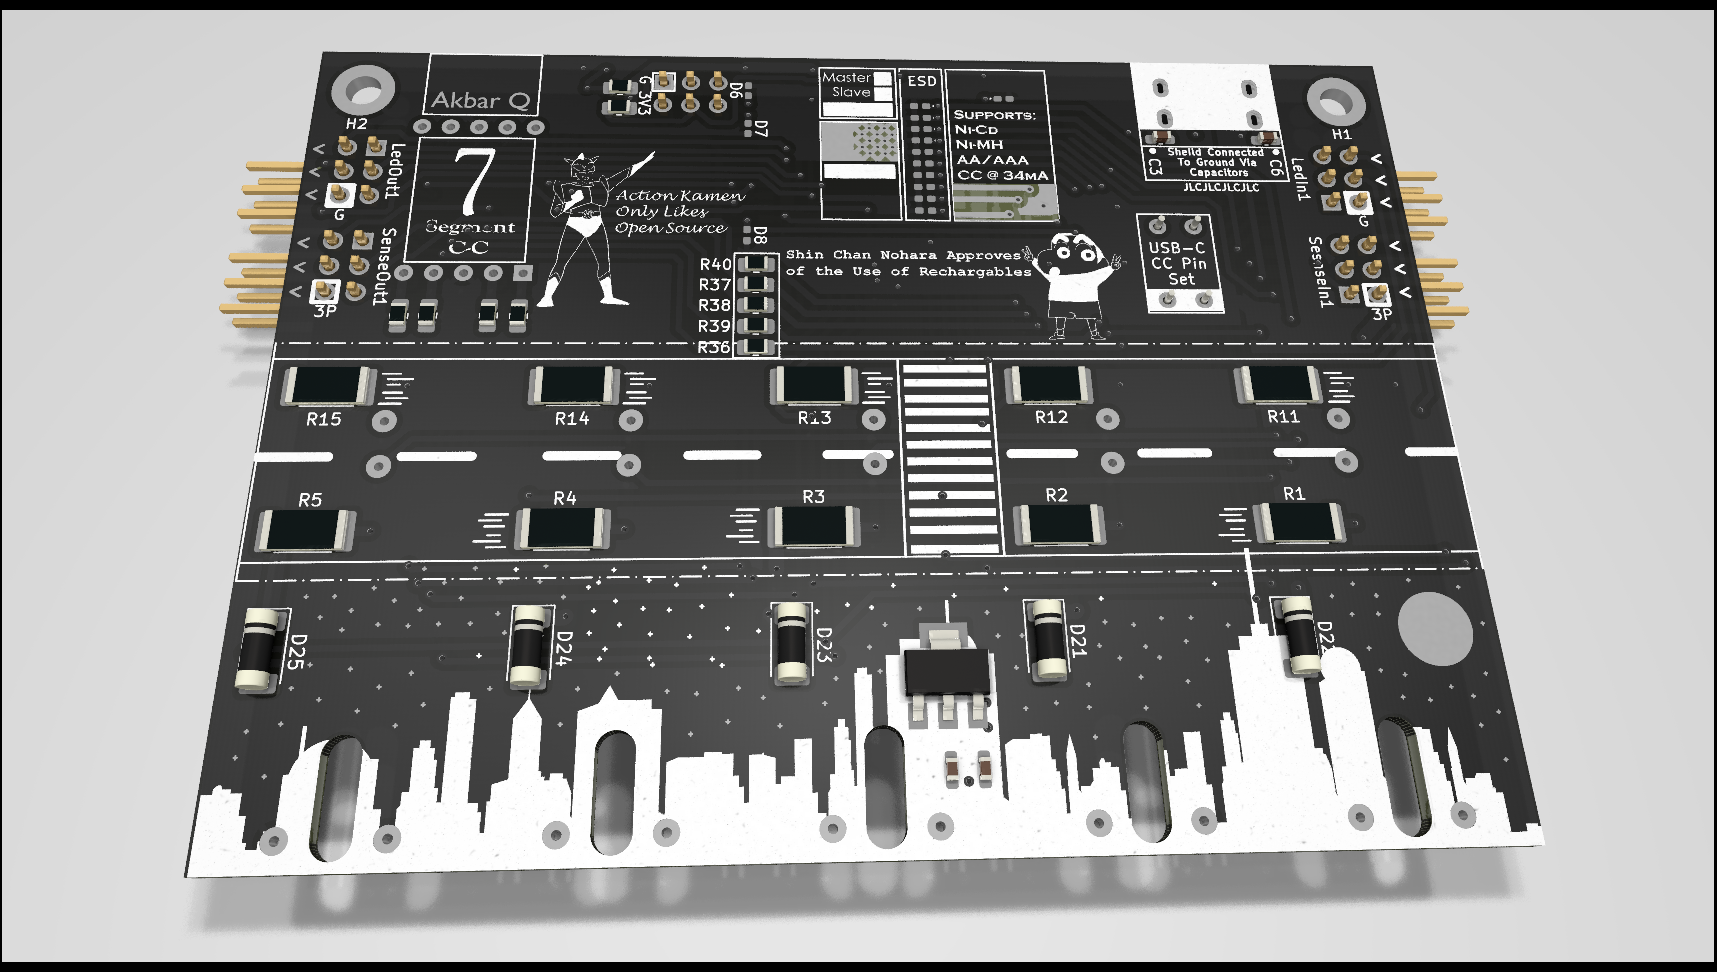 Akbar Q
H2
LedOut1
G
SenseOut1
3P
7
Segment
C-C
G
3V3
D6
D7
D8
Action Kamen
Only Likes
Open Source
Master
Slave
ESD
SUPPORTS:
NI-CD
NI-MH
AA/AAA
CC @ 34MA
C3
Sheild Connected
To Ground Via
Capacitors
C6
JLCJLCJLCJLC
H1
LedIn1
G
USB-C
CC Pin
Set
3P
Shin Chan Nohara Approves
of the Use of Rechargables
R40
R37
R38
R39
R36
R15
R14
R13
R12
R11
R5
R4
R3
R2
R1
D25
D24
D23
D21